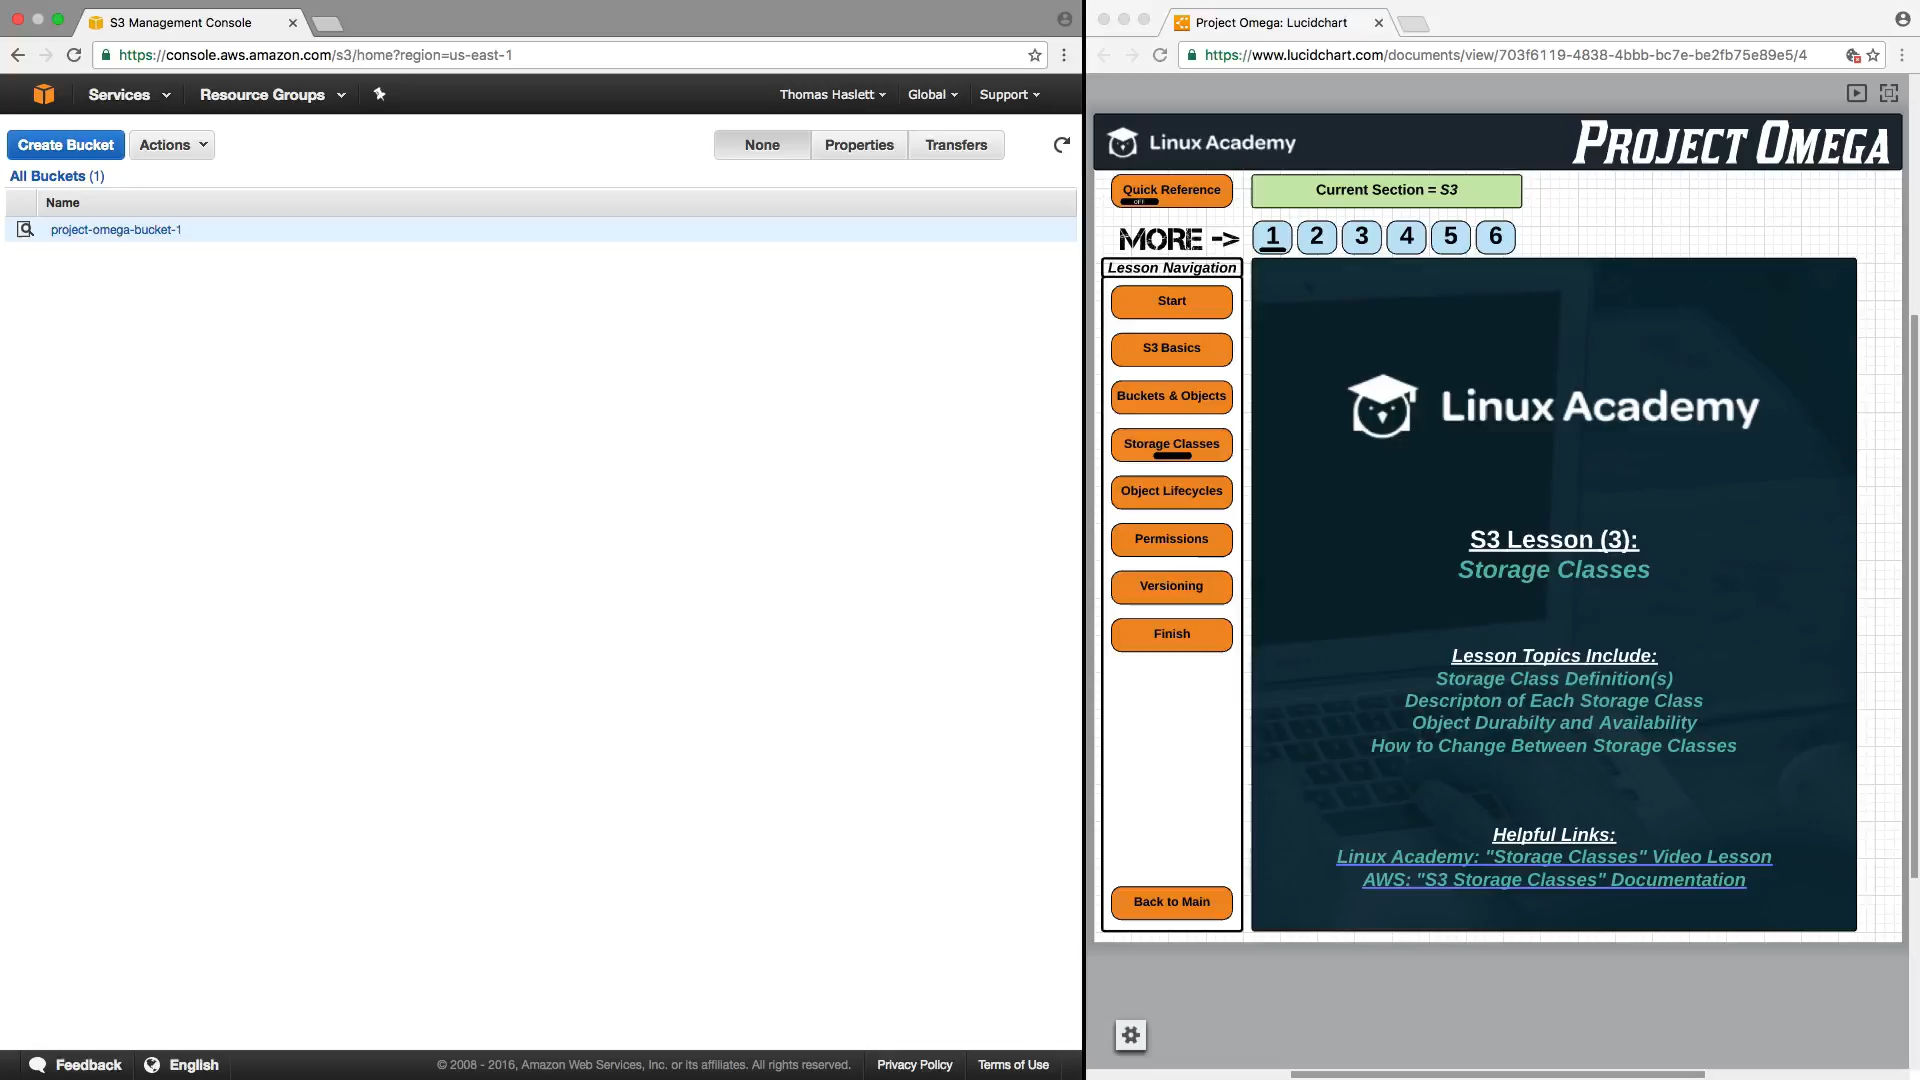 S3 Management Console
https://console.aws.amazon.com/s3/home?region=us-east-1
Services
Resource Groups
Thomas Haslett
Global
Support
Create Bucket
Actions
None
Properties
Transfers
All Buckets (1)
Name
project-omega-bucket-1
Feedback
English
© 2008 - 2016, Amazon Web Services, Inc. or its affiliates. All rights reserved.
Privacy Policy
Terms of Use
Project Omega: Lucidchart
https://www.lucidchart.com/documents/view/703f6119-4838-4bbb-bc7e-be2fb75e89e5/4
Linux Academy
PROJECT OMEGA
Quick Reference
OFF
Current Section = S3
MORE ->
1
2
3
4
5
6
Lesson Navigation
Start
S3 Basics
Buckets & Objects
Storage Classes
Object Lifecycles
Permissions
Versioning
Finish
Back to Main
Linux Academy
S3 Lesson (3):
Storage Classes
Lesson Topics Include:
Storage Class Definition(s)
Descripton of Each Storage Class
Object Durabilty and Availability
How to Change Between Storage Classes
Helpful Links:
Linux Academy: "Storage Classes" Video Lesson
AWS: "S3 Storage Classes" Documentation